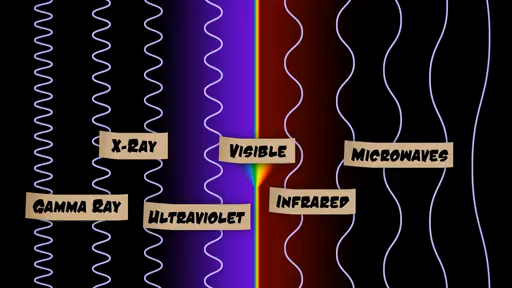 X-Ray
Visible
Microwaves
Gamma Ray
Ultraviolet
Infrared